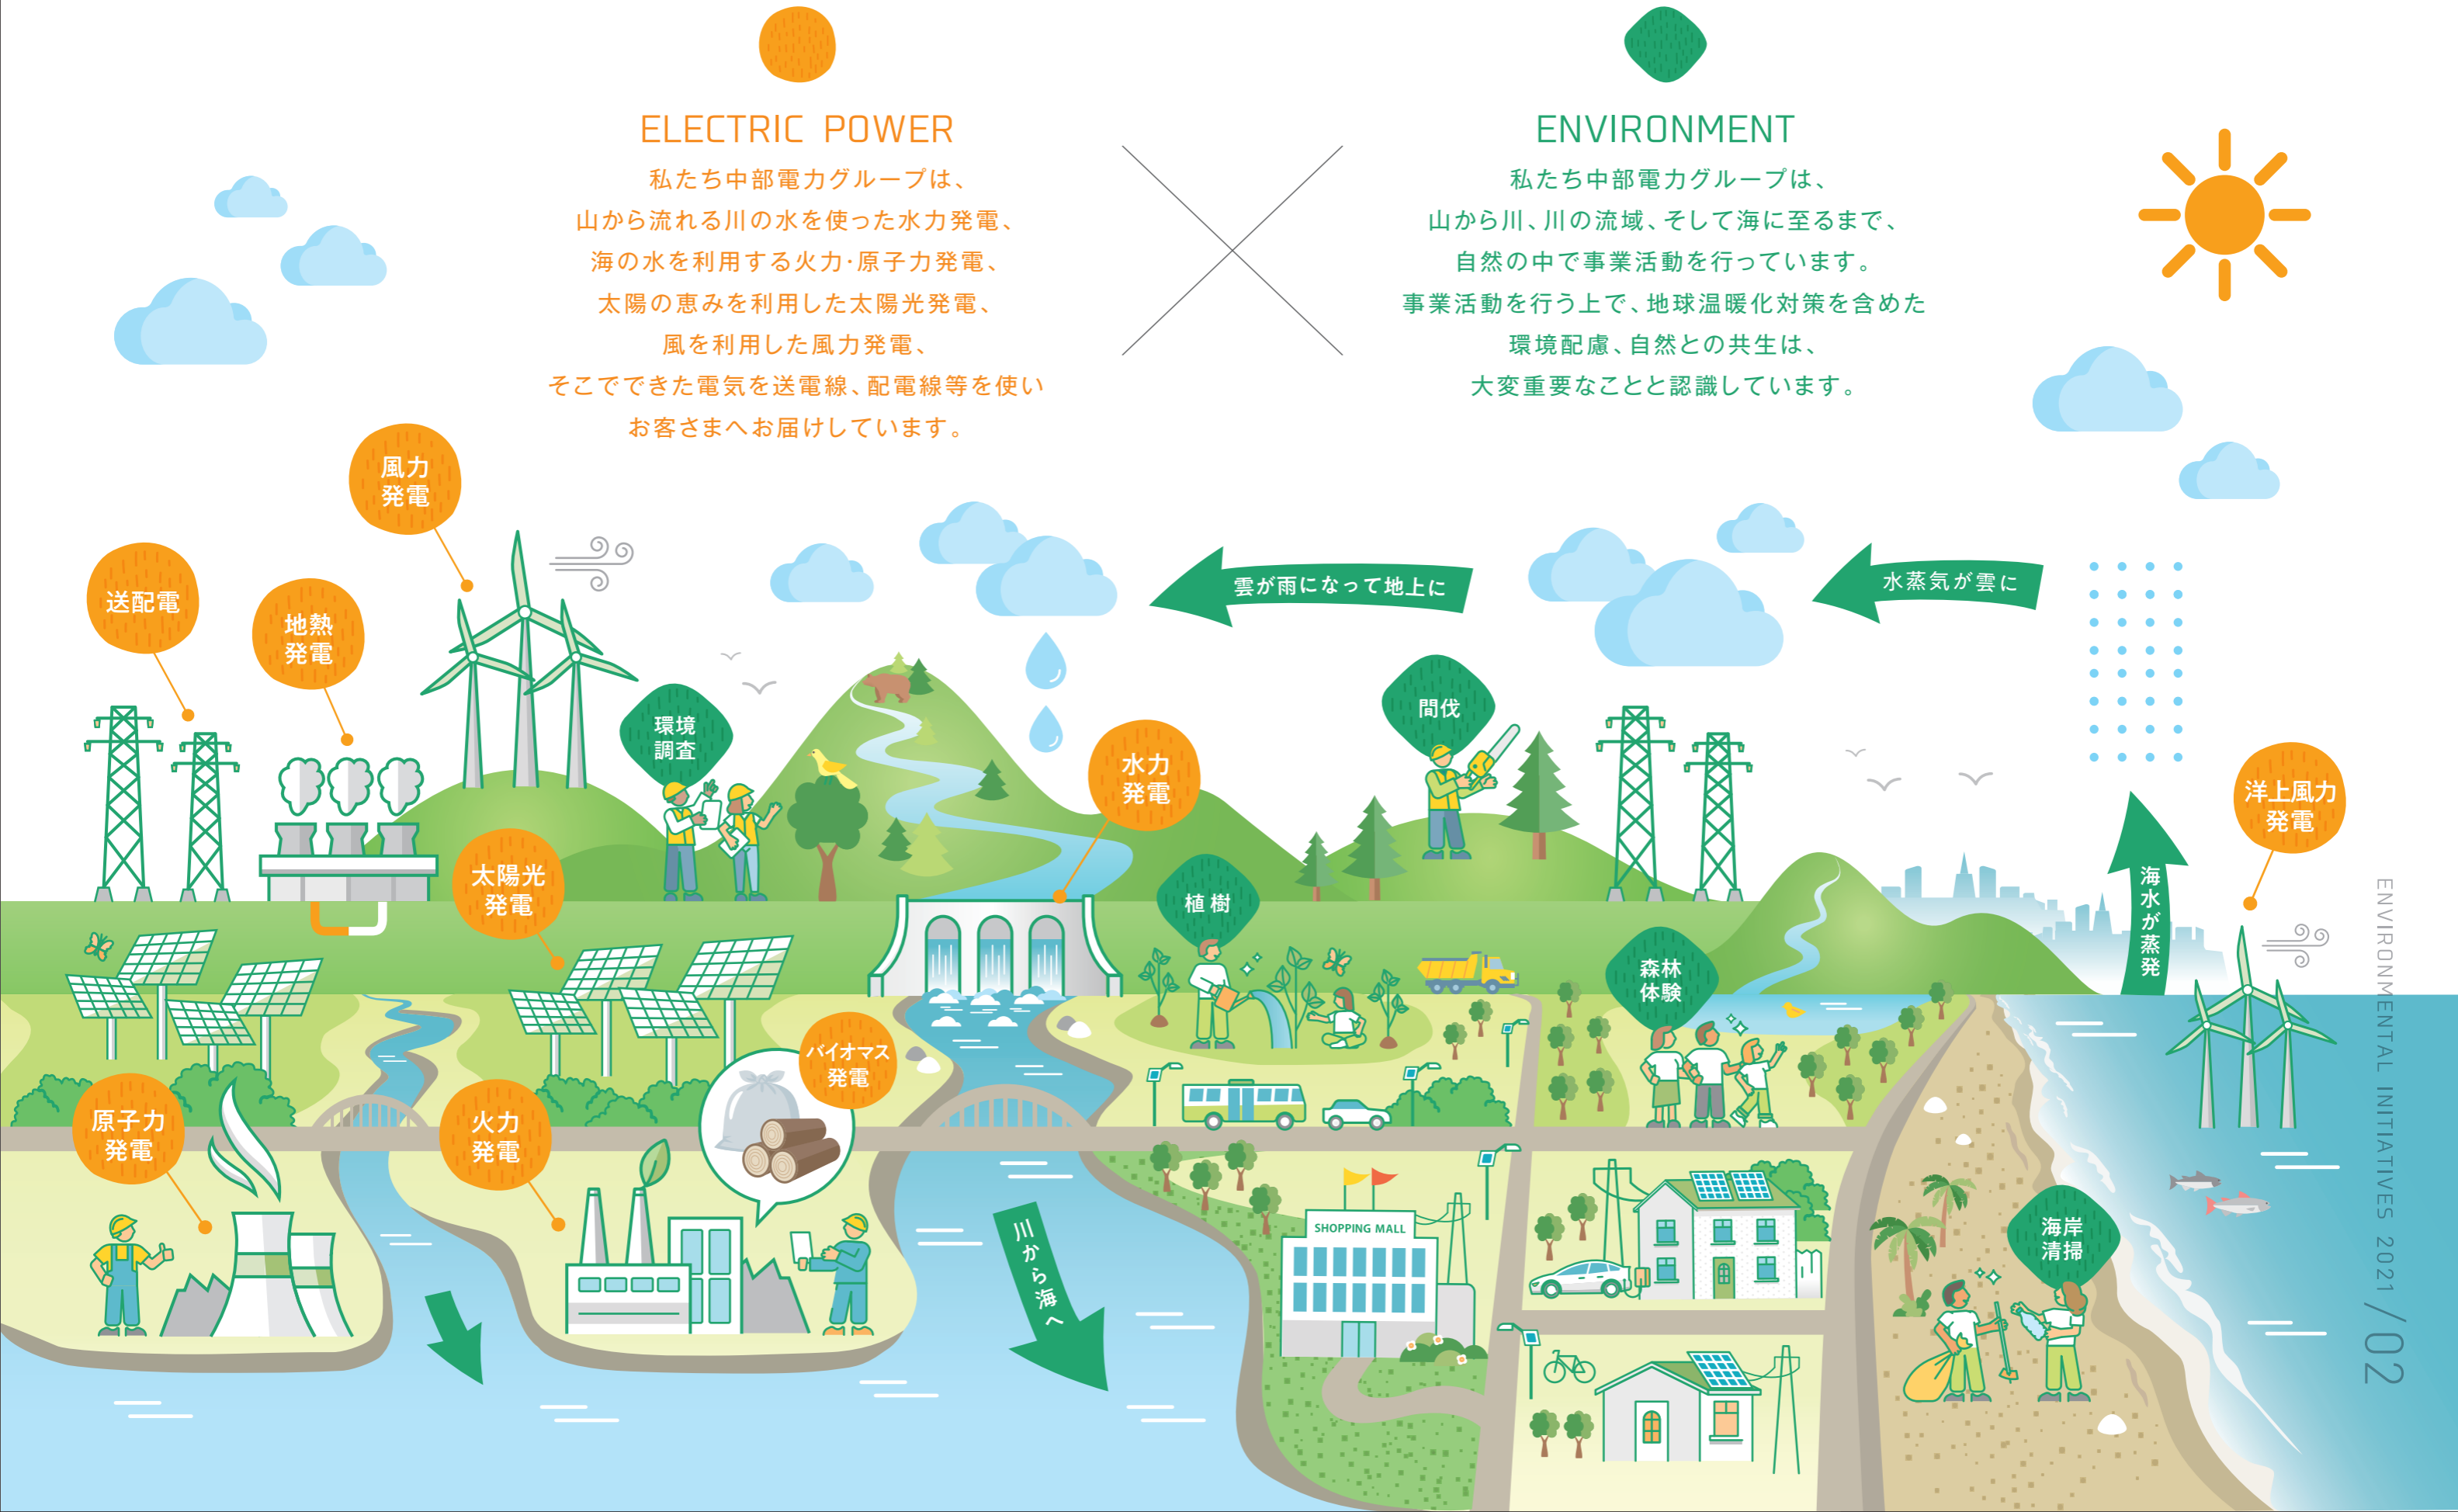 ELECTRIC POWER
私たち中部電力グループは、
山から流れる川の水を使った水力発電、
海の水を利用する火力・原子力発電、
太陽の恵みを利用した太陽光発電、
風を利用した風力発電、
そこでできた電気を送電線、配電線等を使い
お客さまへお届けしています。
ENVIRONMENT
私たち中部電力グループは、
山から川、川の流域、そして海に至るまで、
自然の中で事業活動を行っています。
事業活動を行う上で、地球温暖化対策を含めた
環境配慮、自然との共生は、
大変重要なことと認識しています。
風力
発電
送配電
地熱
発電
雲が雨になって地上に
水蒸気が雲に
環境
調査
間伐
水力
発電
洋上風力
発電
太陽光
発電
植樹
海水が蒸発
森林
体験
バイオマス
発電
原子力
発電
火力
発電
川から海へ
SHOPPING MALL
海岸
清掃
ENVIRONMENTAL INITIATIVES 2021 /02